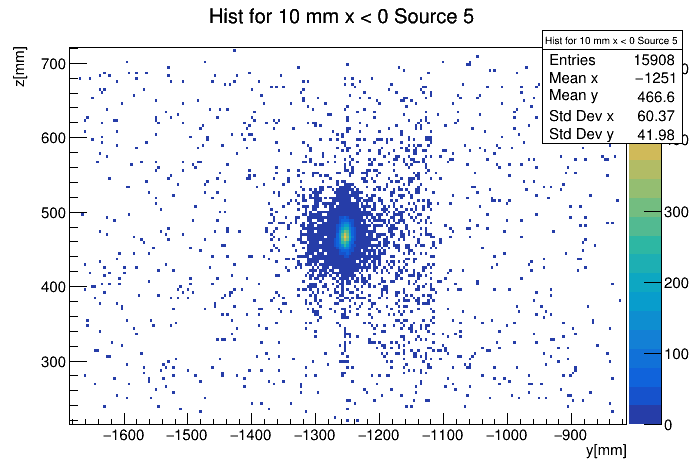 Hist for 10 mm x < 0 Source 5
Hist for 10 mm x < 0 Source 5
Entries 15908
Mean x −1251
Mean y 466.6
Std Dev x 60.37
Std Dev y 41.98
z[mm]
700
600
500
400
300
−1600 −1500 −1400 −1300 −1200 −1100 −1000 −900
y[mm]
300
200
100
0